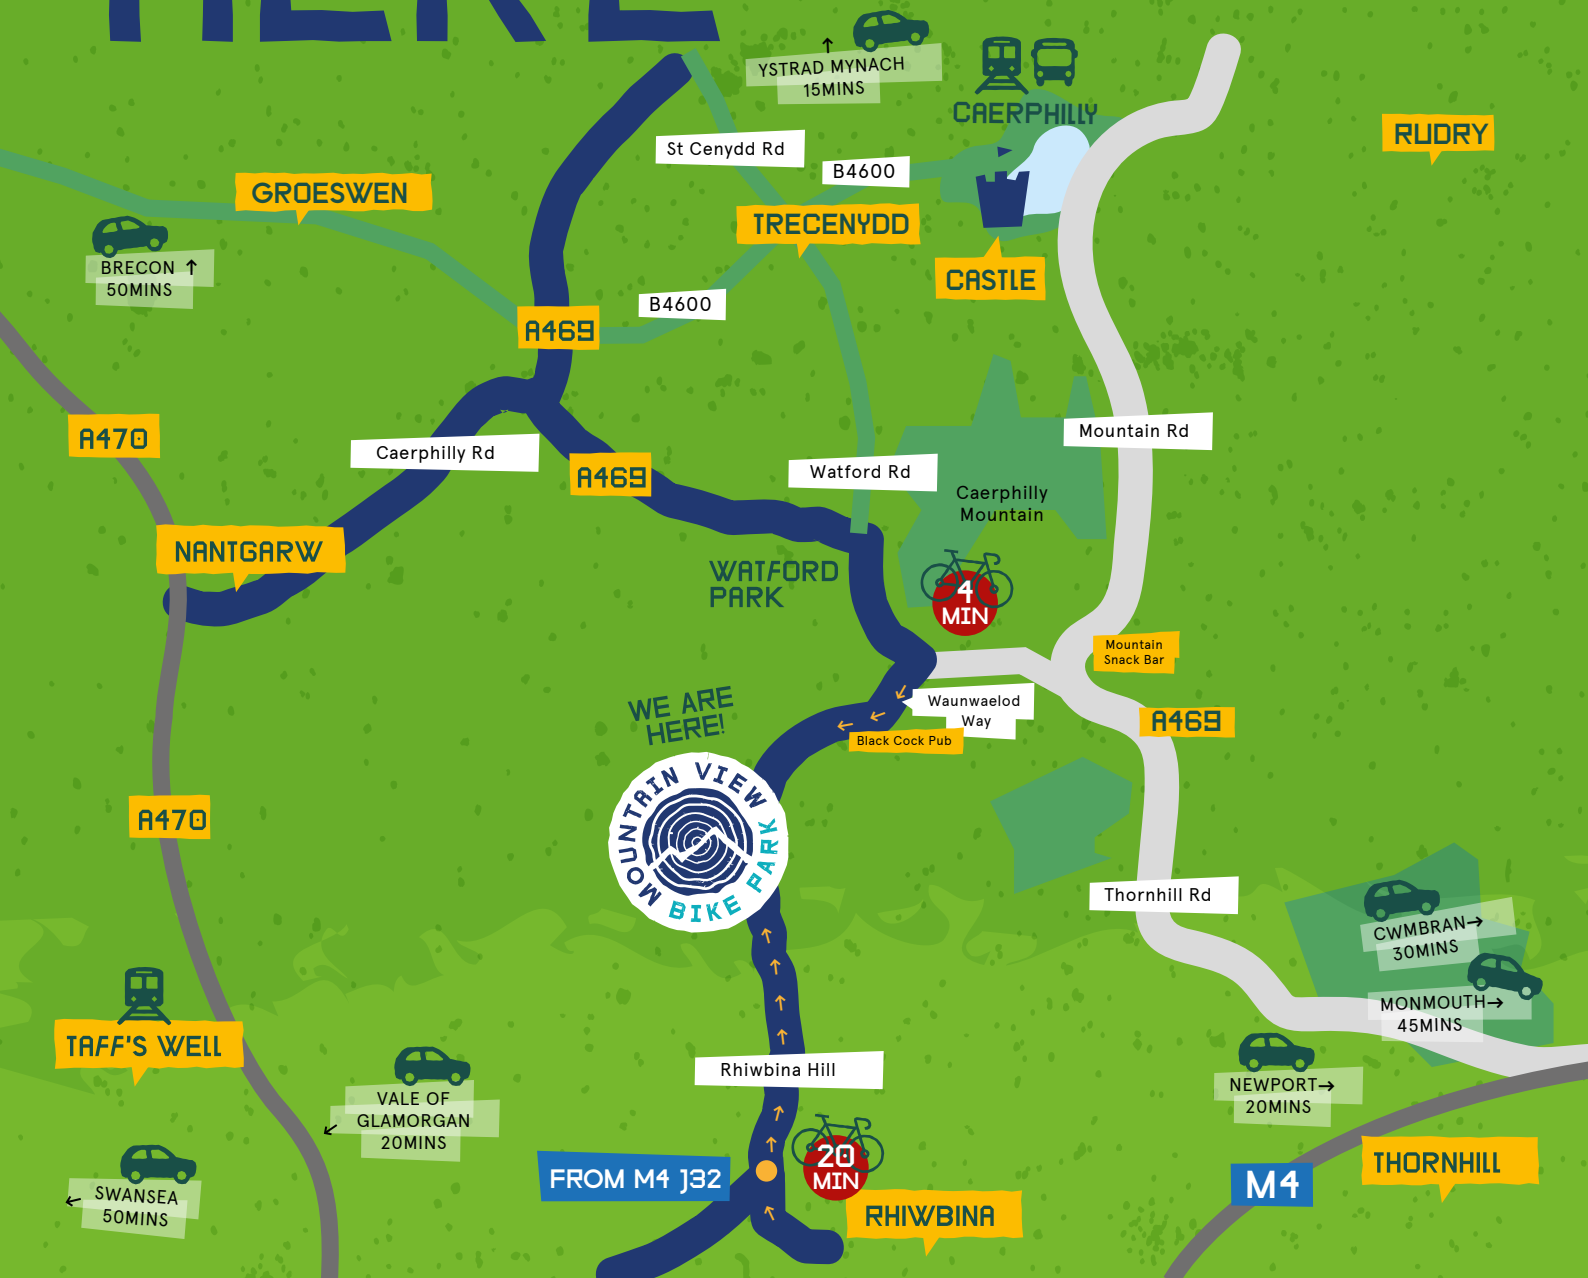 HERE
YSTRAD MYNACH
15MINS
CAERPHILLY
RUDRY
St Cenydd Rd
B4600
GROESWEN
TRECENYDD
CASTLE
BRECON ↑
50MINS
B4600
A469
A470
Caerphilly Rd
A469
Watford Rd
Mountain Rd
Caerphilly
Mountain
NANTGARW
WATFORD
PARK
4
MIN
Mountain
Snack Bar
WE ARE
HERE!
Waunwaelod
Way
A469
Black Cock Pub
MOUNTAIN VIEW
BIKE PARK
A470
Thornhill Rd
CWMBRAN→
30MINS
MONMOUTH→
45MINS
TAFF'S WELL
Rhiwbina Hill
NEWPORT→
20MINS
VALE OF
GLAMORGAN
20MINS
SWANSEA
50MINS
FROM M4 J32
20
MIN
RHIWBINA
M4
THORNHILL